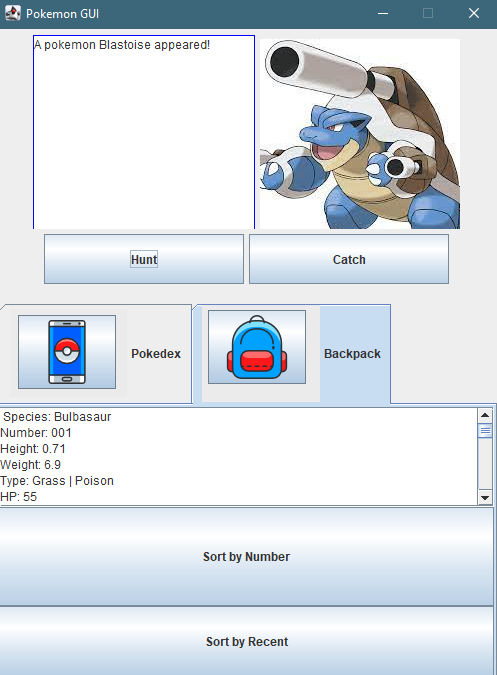 Pokemon GUI
A pokemon Blastoise appeared!
Hunt
Catch
Pokedex
Backpack
Species: Bulbasaur
Number: 001
Height: 0.71
Weight: 6.9
Type: Grass | Poison
HP: 55
Sort by Number
Sort by Recent